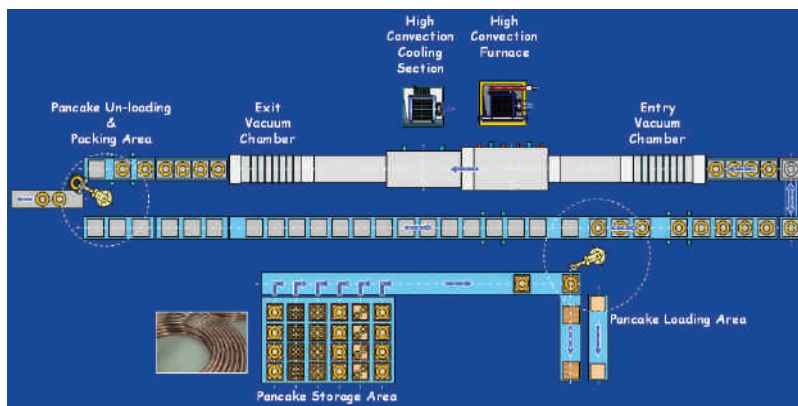 High
Convection
Cooling
Section
High
Convection
Furnace
Pancake Un-loading
&
Packing Area
Exit
Vacuum
Chamber
Entry
Vacuum
Chamber
Pancake Loading Area
Pancake Storage Area